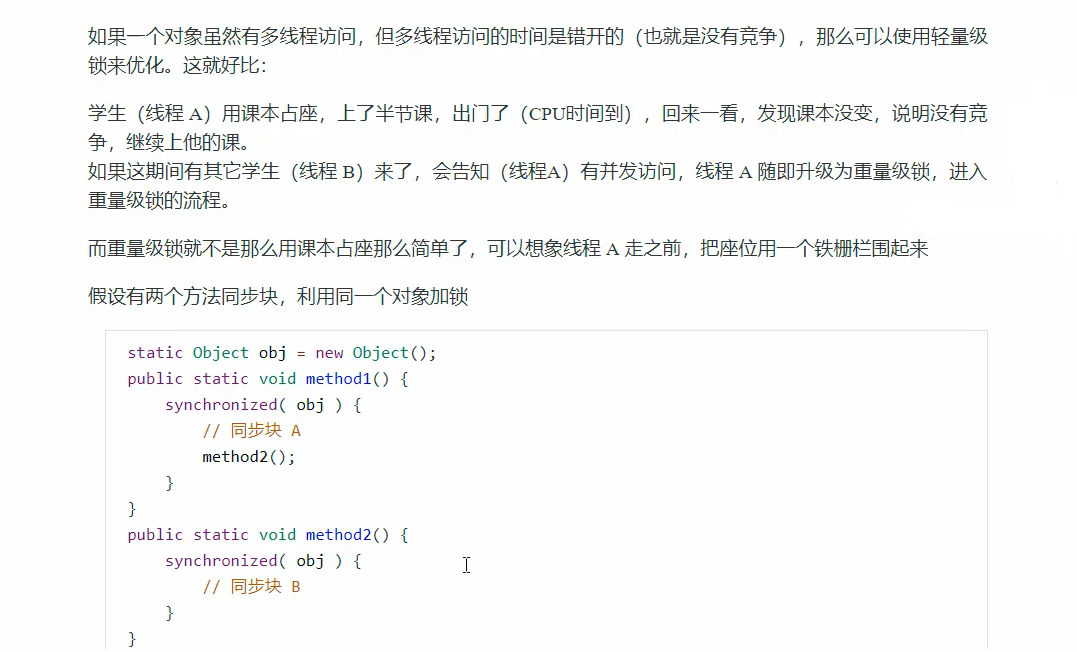 如果一个对象虽然有多线程访问，但多线程访问的时间是错开的（也就是没有竞争），那么可以使用轻量级
锁来优化。这就好比：
学生（线程 A）用课本占座，上了半节课，出门了（CPU时间到），回来一看，发现课本没变，说明没有竞
争，继续上他的课。
如果这期间有其它学生（线程 B）来了，会告知（线程A）有并发访问，线程 A 随即升级为重量级锁，进入
重量级锁的流程。
而重量级锁就不是那么用课本占座那么简单了，可以想象线程 A 走之前，把座位用一个铁栅栏围起来
假设有两个方法同步块，利用同一个对象加锁
static Object obj = new Object();
public static void method1() {
    synchronized( obj ) {
        // 同步块 A
        method2();
    }
}
public static void method2() {
    synchronized( obj ) {
        // 同步块 B
    }
}